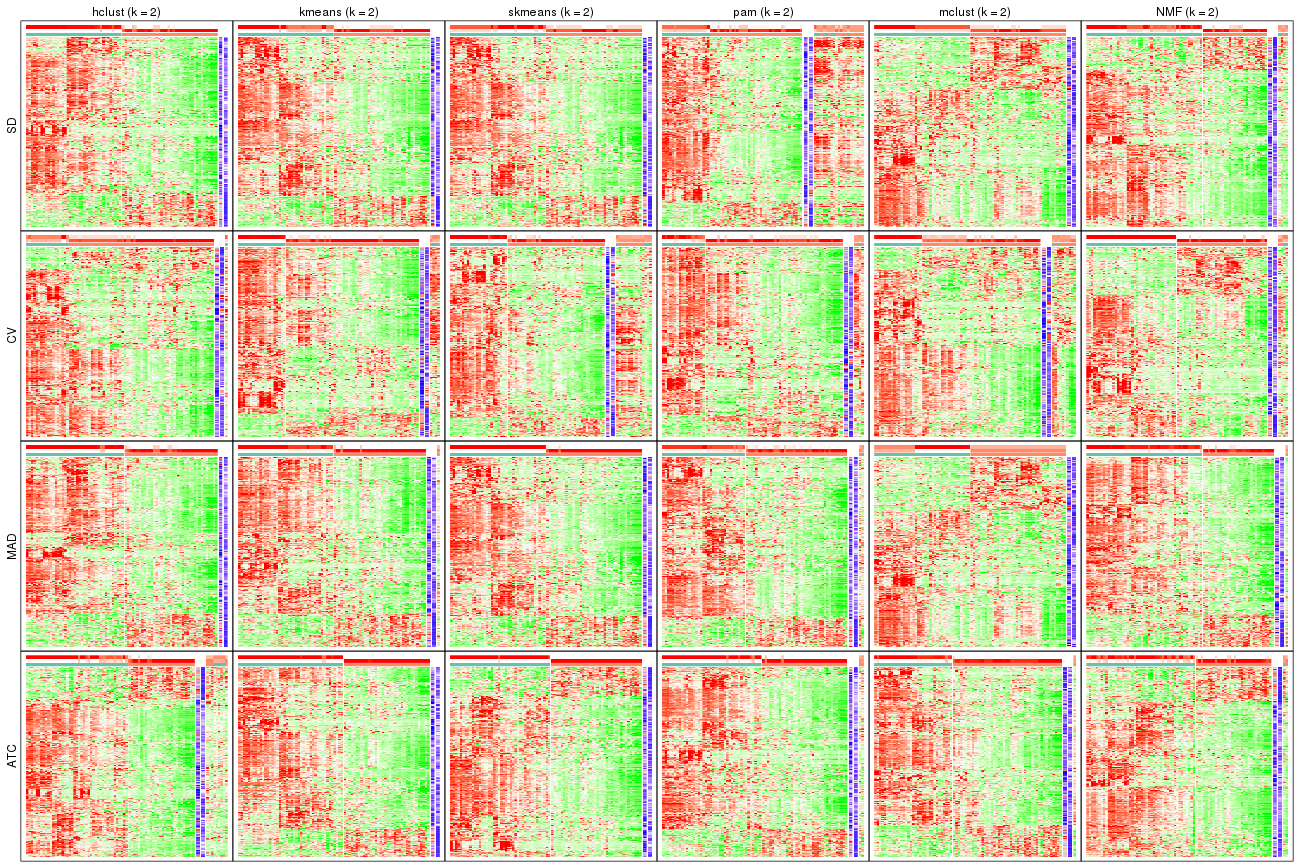 hclust (k = 2) kmeans (k = 2) skmeans (k = 2) pam (k = 2) mclust (k = 2) NMF (k = 2)
SD
CV
MAD
ATC